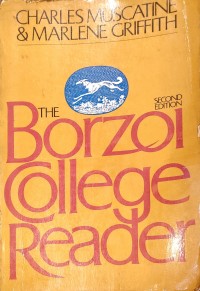 CHARLES MUSCATINE
& MARLENE GRIFFITH
THE
SECOND
EDITION
Borzoi
College
Reader